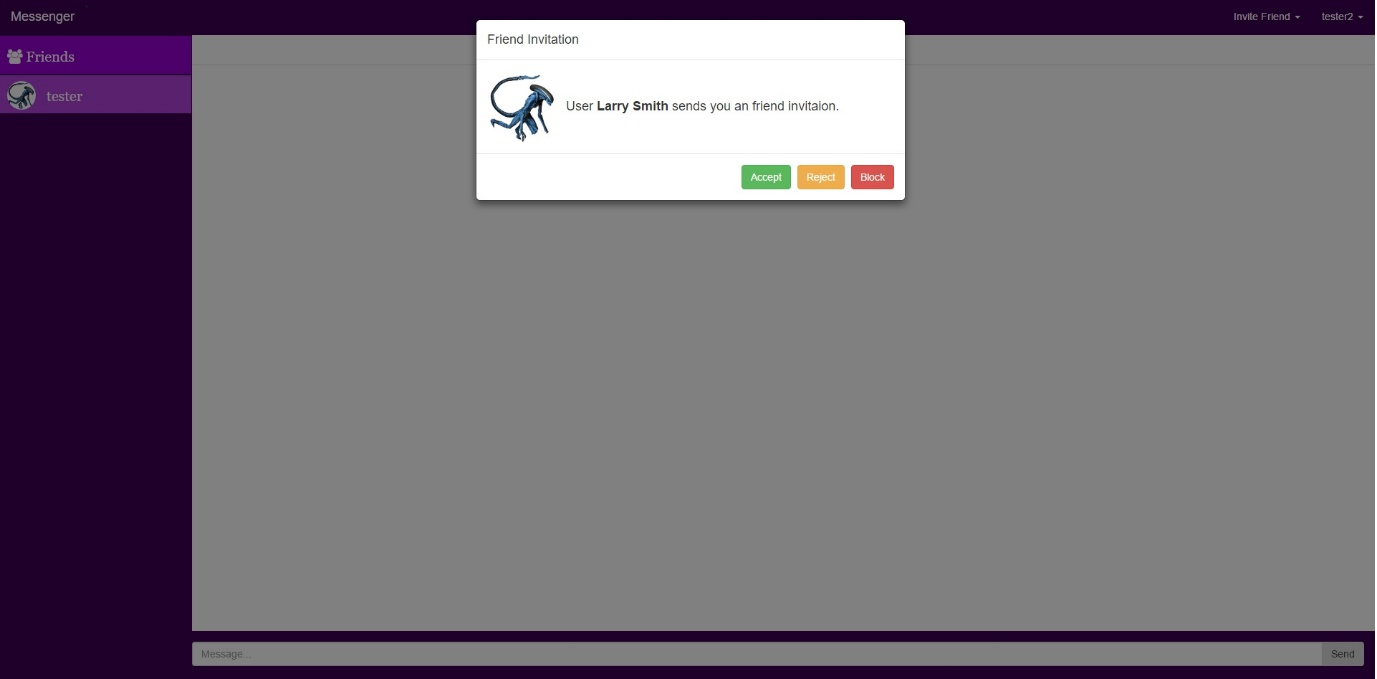 Messenger
Invite Friend
tester2
Friend Invitation
Friends
tester
User Larry Smith sends you an friend invitaion.
Accept
Reject
Block
Message...
Send